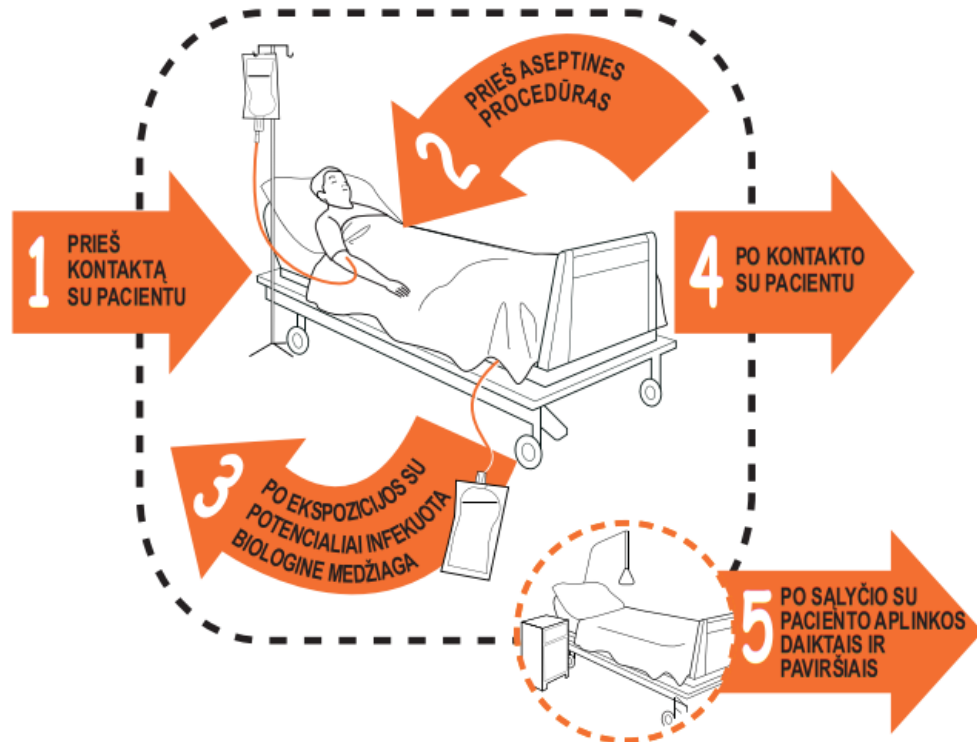 1
PRIEŠ
KONTAKTĄ
SU PACIENTU
2
PRIEŠ ASEPTINES
PROCEDŪRAS
3
PO EKSPOZICIJOS SU
POTENCIALIAI INFEKUOTA
BIOLOGINE MEDŽIAGA
4
PO KONTAKTO
SU PACIENTU
5
PO SĄLYČIO SU
PACIENTO APLINKOS
DAIKTAIS IR
PAVIRŠIAIS